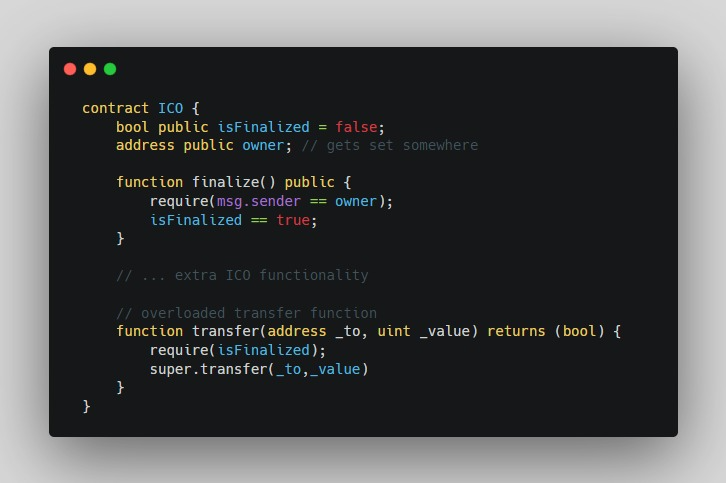 contract ICO {
    bool public isFinalized = false;
    address public owner; // gets set somewhere
    function finalize() public {
        require(msg.sender == owner);
        isFinalized == true;
    }
    // ... extra ICO functionality
    // overloaded transfer function
    function transfer(address _to, uint _value) returns (bool) {
        require(isFinalized);
        super.transfer(_to,_value)
    }
}